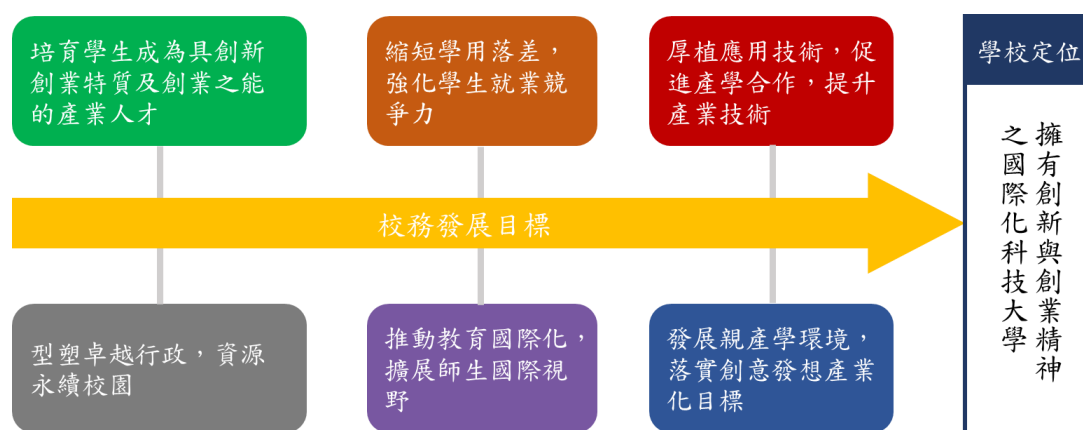 培育學生成為具創新
創業特質及創業之能
的產業人才
縮短學用落差，
強化學生就業競
爭力
厚植應用技術，促
進產學合作，提升
產業技術
校務發展目標
型塑卓越行政，資源
永續校園
推動教育國際化，
擴展師生國際視
野
發展親產學環境，
落實創意發想產業
化目標
學校定位
擁有創新與創業精神
之國際化科技大學